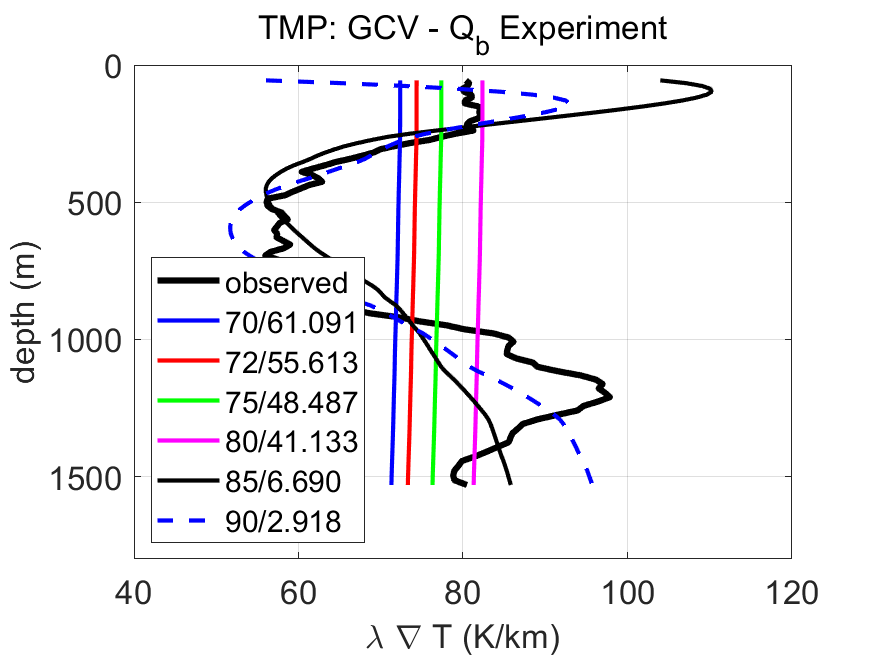 TMP: GCV - Qb Experiment
0
500
1000
1500
depth (m)
observed
70/61.091
72/55.613
75/48.487
80/41.133
85/6.690
90/2.918
40 60 80 100 120
λ ∇ T (K/km)